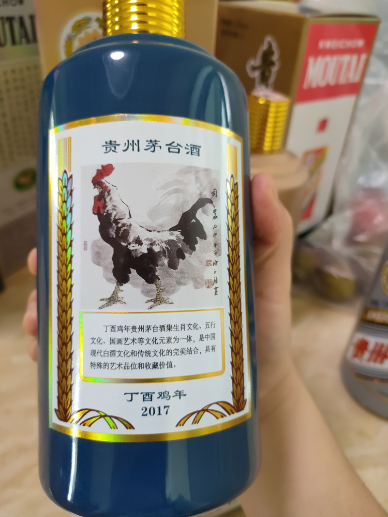 贵州茅台酒
丁酉鸡年贵州茅台酒集生肖文化、五行
文化、国画艺术等文化元素为一体，是中国
现代白酒文化和传统文化的完美结合，具有
特殊的艺术品位和收藏价值。
丁酉鸡年
2017
KWEICHOW
MOUTAI
MOUTAI
贵州